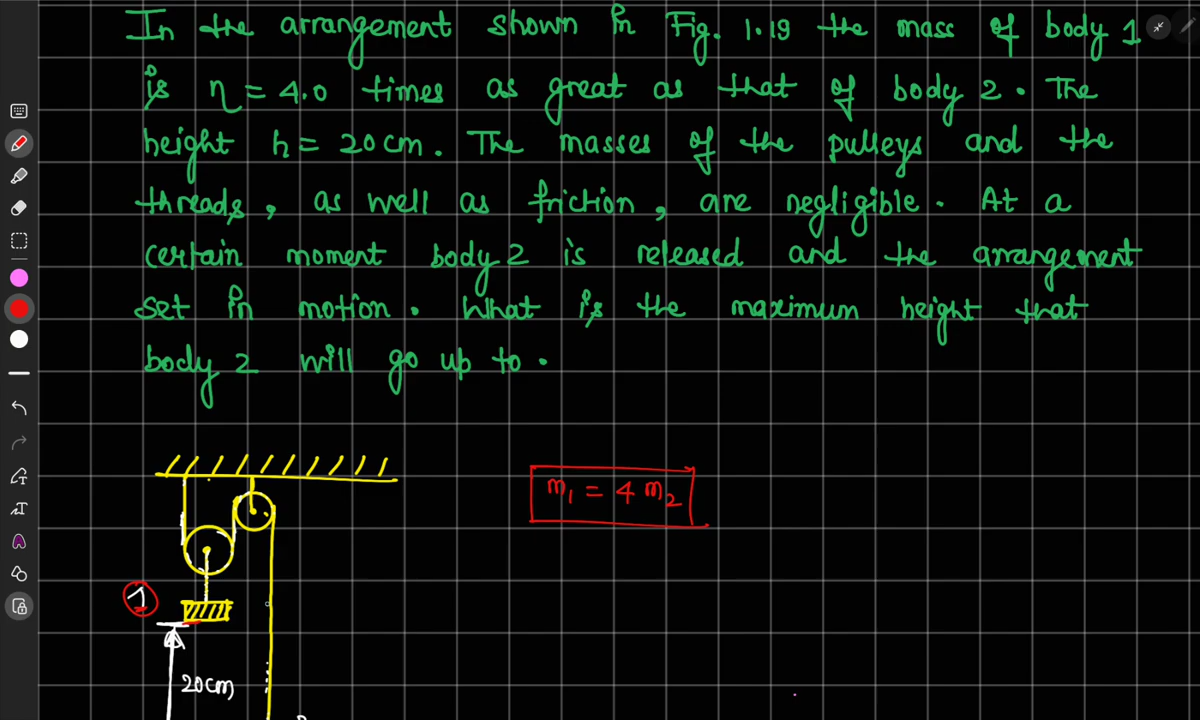 In the arrangement shown in Fig. 1.19 the mass of body 1
is η = 4.0 times as great as that of body 2. The
height h = 20cm. The masses of the pulleys and the
threads, as well as friction, are negligible. At a
certain moment body 2 is released and the arrangement
set in motion. What is the maximum height that
body 2 will go up to.
m₁ = 4 m₂
1
20cm